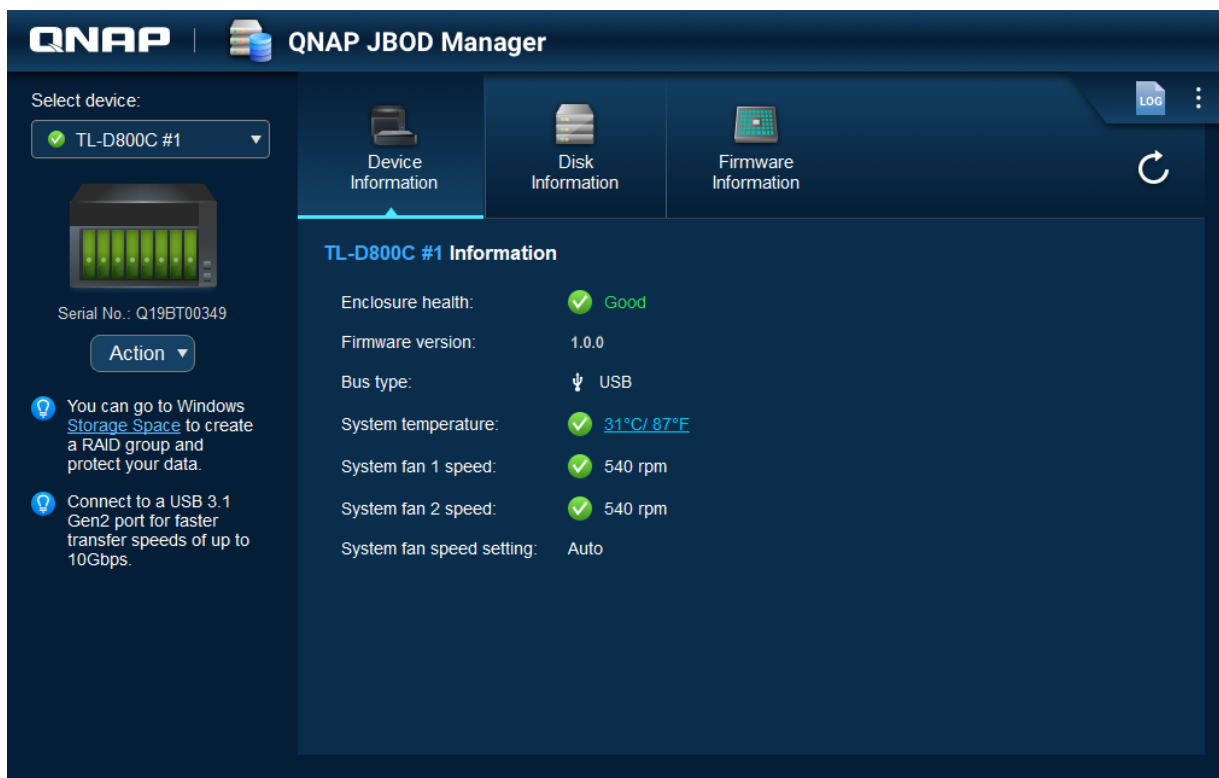 QNAP
QNAP JBOD Manager
Select device:
TL-D800C #1
Serial No.: Q19BT00349
Action
You can go to Windows
Storage Space to create
a RAID group and
protect your data.
Connect to a USB 3.1
Gen2 port for faster
transfer speeds of up to
10Gbps.
Device
Information
Disk
Information
Firmware
Information
LOG
TL-D800C #1 Information
Enclosure health: Good
Firmware version: 1.0.0
Bus type: USB
System temperature: 31°C/ 87°F
System fan 1 speed: 540 rpm
System fan 2 speed: 540 rpm
System fan speed setting: Auto